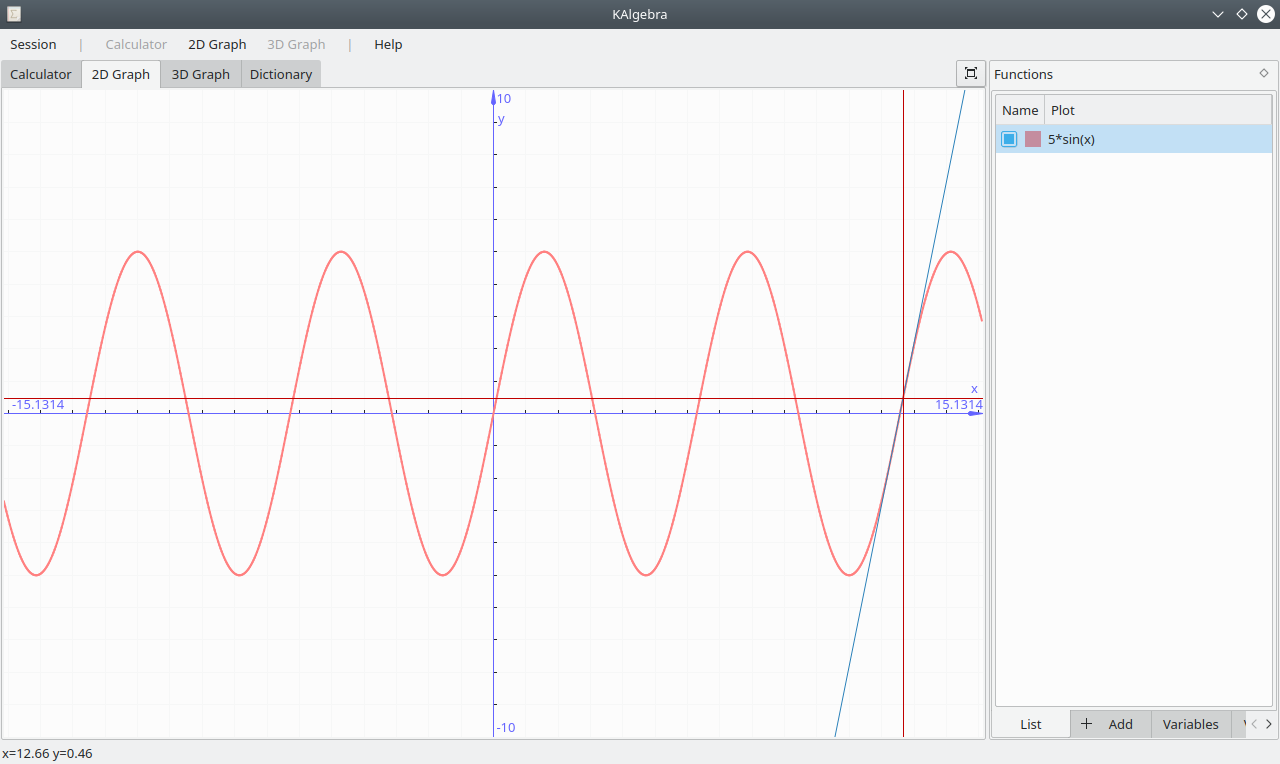 KAlgebra
Session | Calculator 2D Graph 3D Graph | Help
Calculator 2D Graph 3D Graph Dictionary
Functions
Name Plot
5*sin(x)
10
y
x
-15.1314 15.1314
-10
List Add Variables
x=12.66 y=0.46